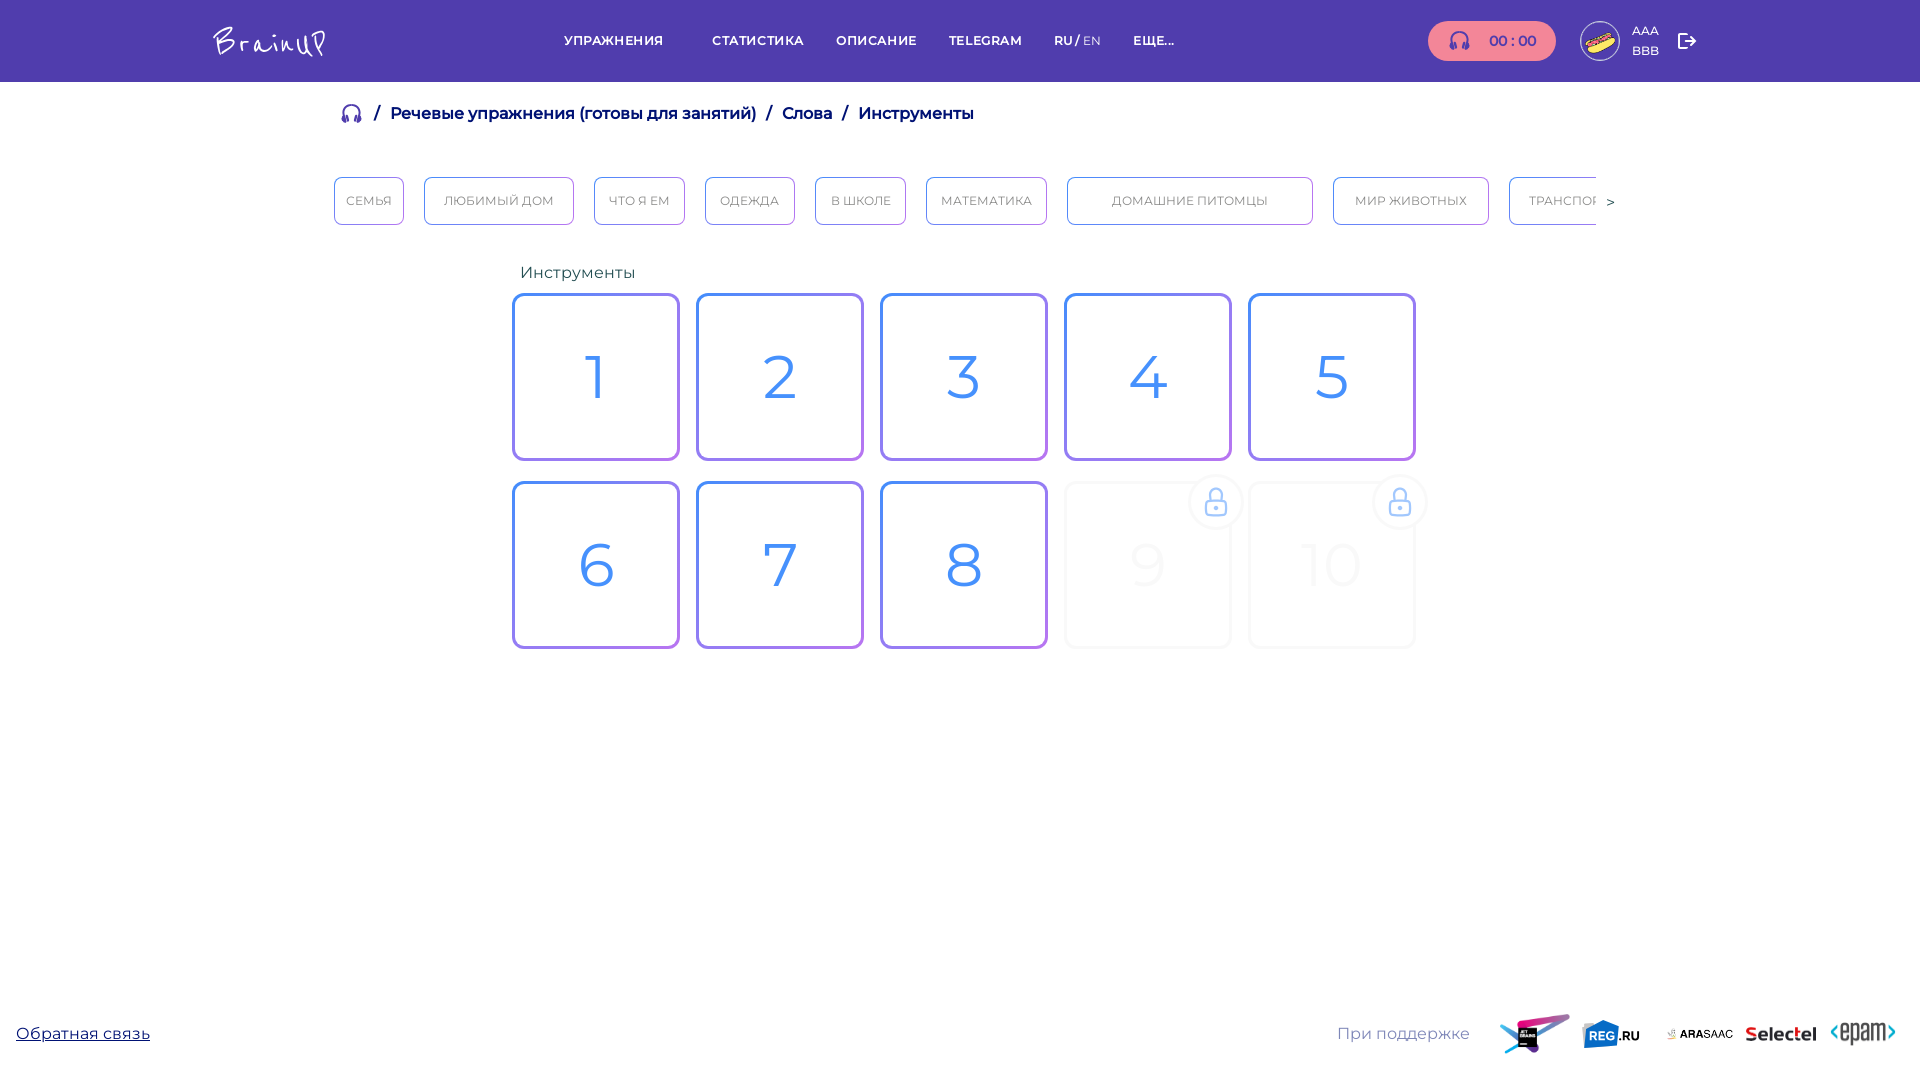 BrainUP
УПРАЖНЕНИЯ СТАТИСТИКА ОПИСАНИЕ TELEGRAM RU / EN ЕЩЕ...
00 : 00
AAA
BBB
/ Речевые упражнения (готовы для занятий) / Слова / Инструменты
СЕМЬЯ ЛЮБИМЫЙ ДОМ ЧТО Я ЕМ ОДЕЖДА В ШКОЛЕ МАТЕМАТИКА ДОМАШНИЕ ПИТОМЦЫ МИР ЖИВОТНЫХ ТРАНСПОР >
Инструменты
1 2 3 4 5
6 7 8 9 10
Обратная связь
При поддержке JET BRAINS REG.RU ARASAAC Selectel <epam>